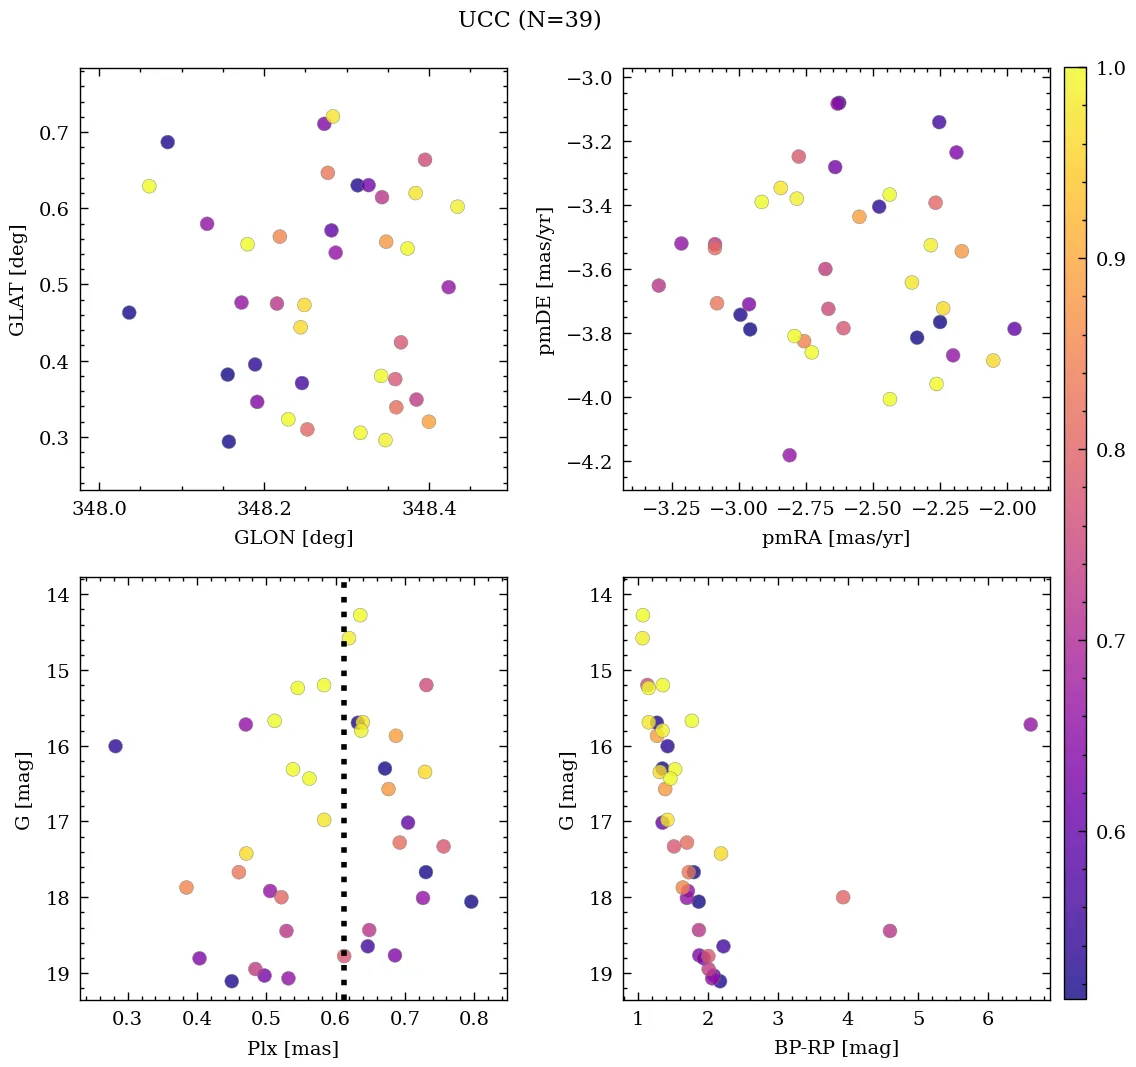 UCC (N=39)
0.7
0.6
0.5
0.4
0.3
GLAT [deg]
348.0 348.2 348.4
GLON [deg]
−3.0
−3.2
−3.4
−3.6
−3.8
−4.0
−4.2
pmDE [mas/yr]
−3.25 −3.00 −2.75 −2.50 −2.25 −2.00
pmRA [mas/yr]
1.0
0.9
0.8
0.7
0.6
14
15
16
17
18
19
G [mag]
0.3 0.4 0.5 0.6 0.7 0.8
Plx [mas]
14
15
16
17
18
19
G [mag]
1 2 3 4 5 6
BP-RP [mag]